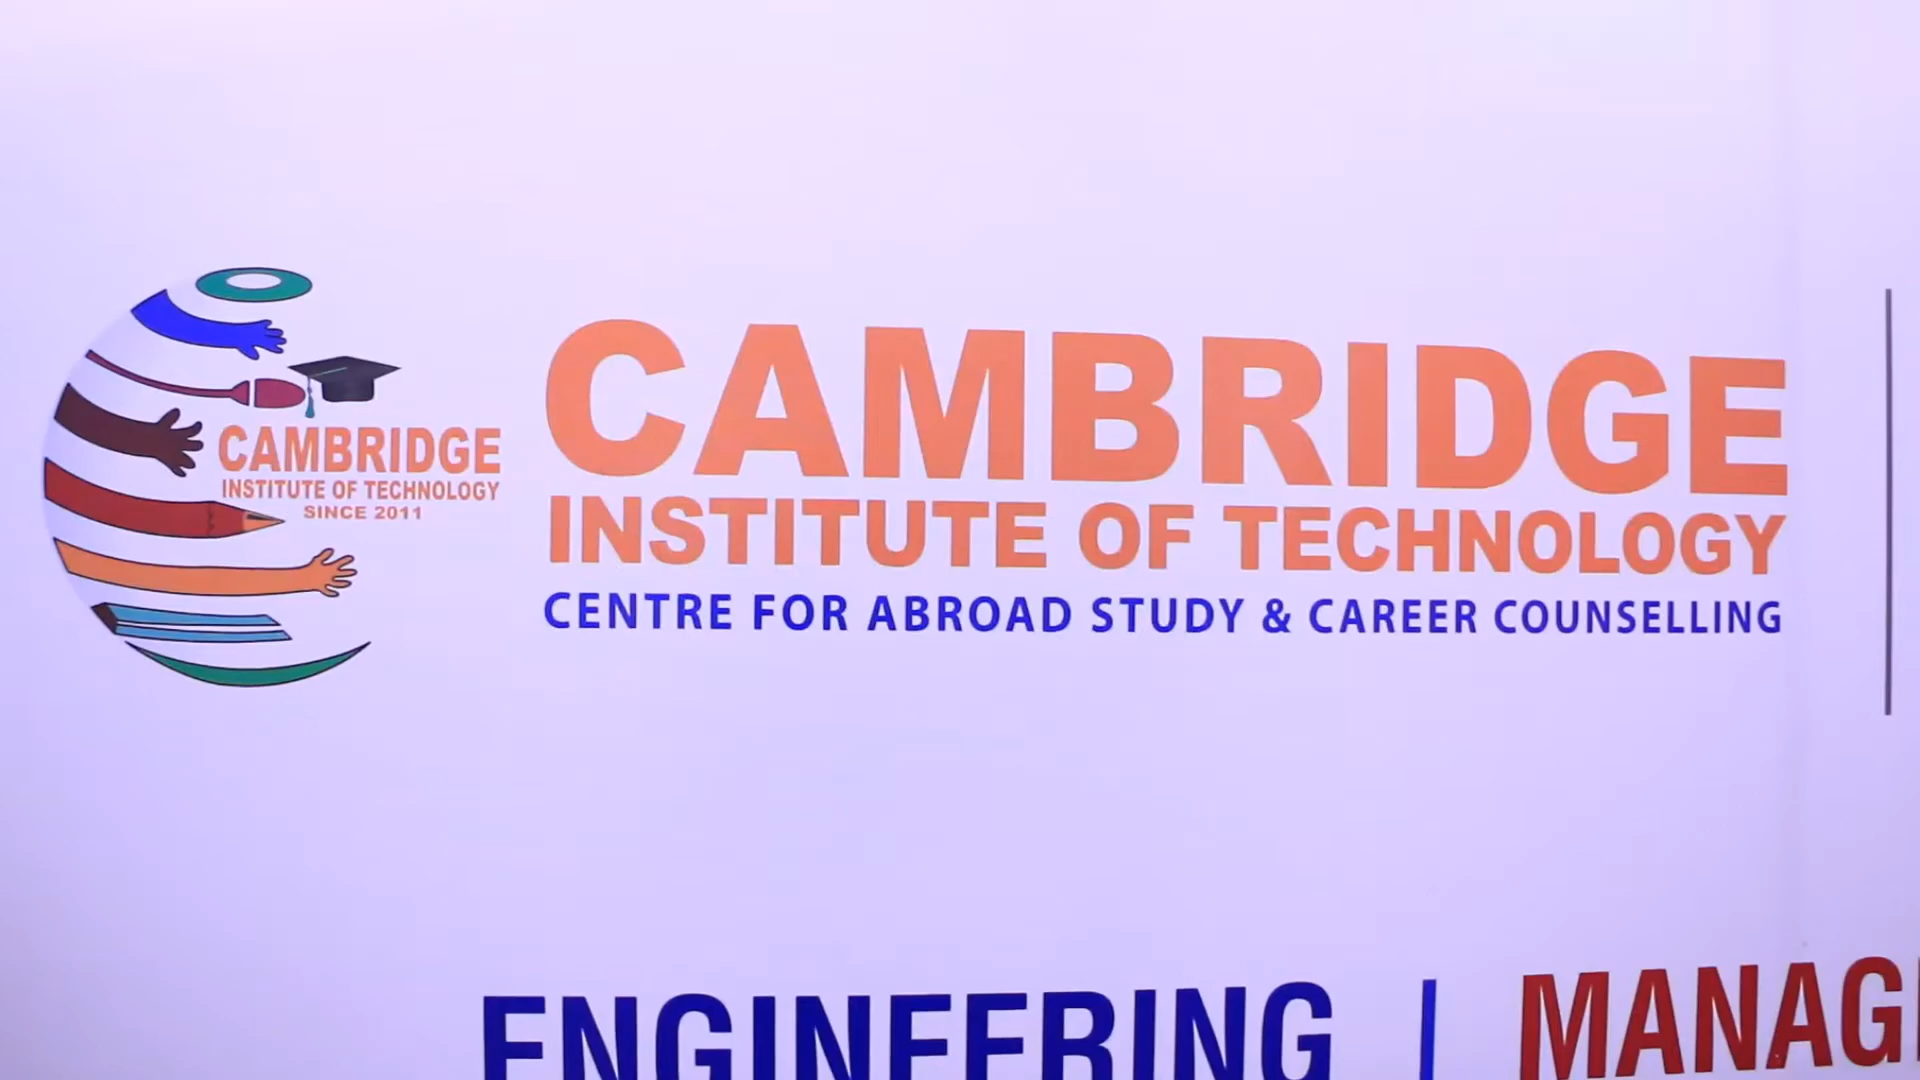 CAMBRIDGE
INSTITUTE OF TECHNOLOGY
SINCE 2011
CAMBRIDGE
INSTITUTE OF TECHNOLOGY
CENTRE FOR ABROAD STUDY & CAREER COUNSELLING
ENGINEERING | MANAG